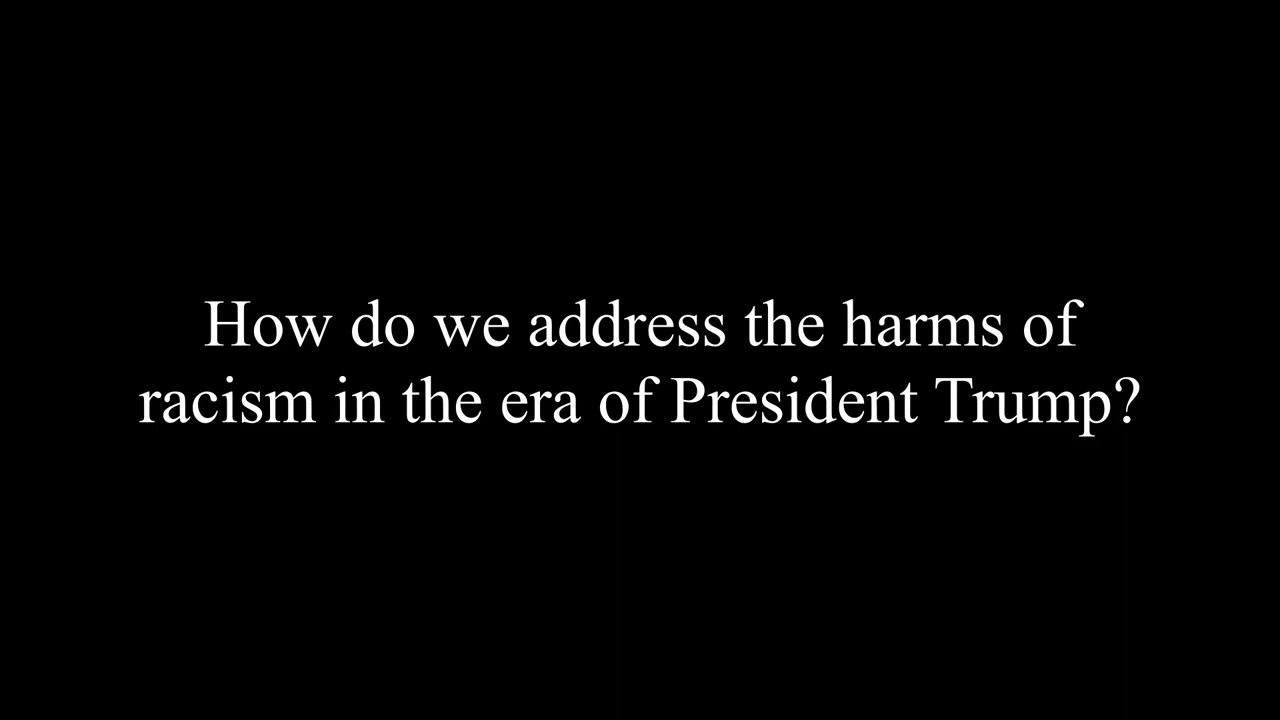 How do we address the harms of
racism in the era of President Trump?